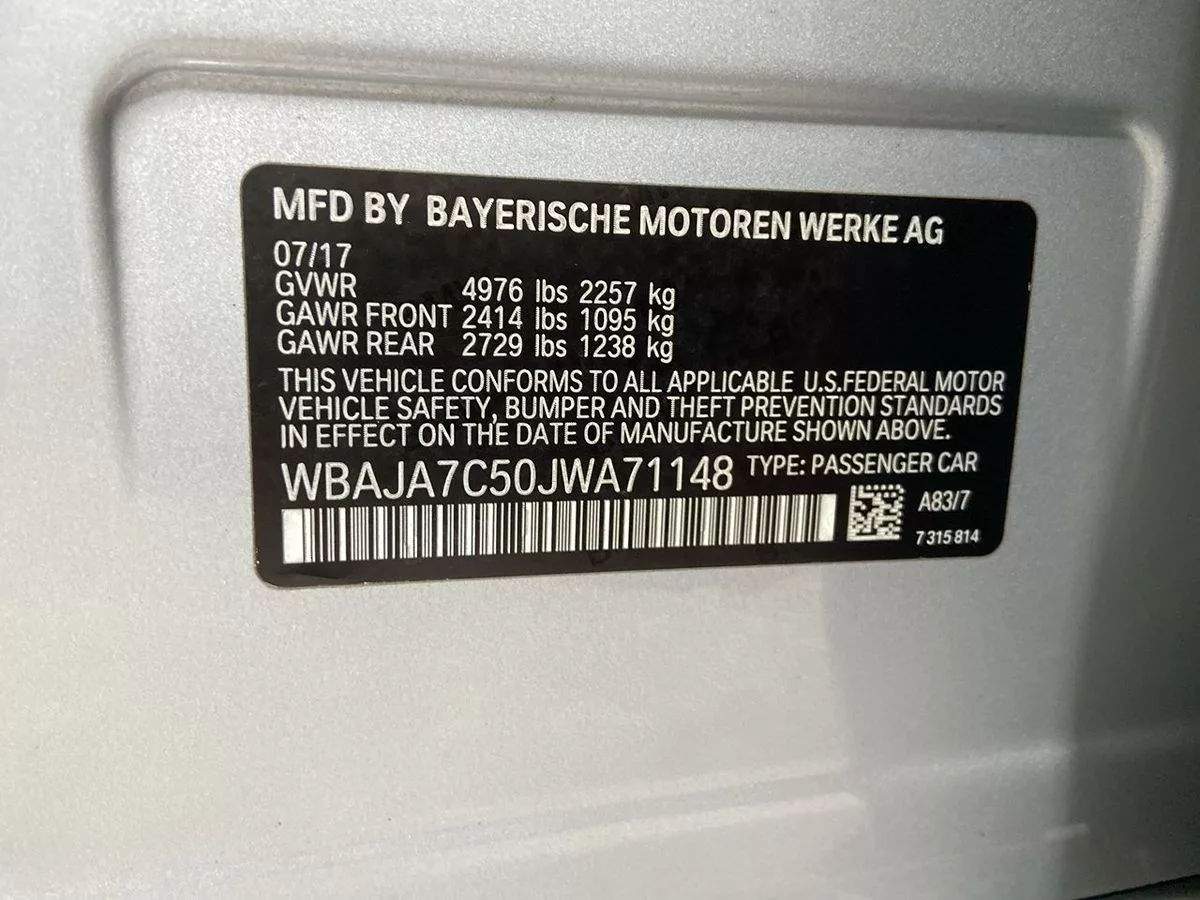 MFD BY BAYERISCHE MOTOREN WERKE AG
07/17
GVWR 4976 lbs 2257 kg
GAWR FRONT 2414 lbs 1095 kg
GAWR REAR 2729 lbs 1238 kg
THIS VEHICLE CONFORMS TO ALL APPLICABLE U.S.FEDERAL MOTOR
VEHICLE SAFETY, BUMPER AND THEFT PREVENTION STANDARDS
IN EFFECT ON THE DATE OF MANUFACTURE SHOWN ABOVE.
WBAJA7C50JWA71148 TYPE: PASSENGER CAR
A83/7
7 315 814